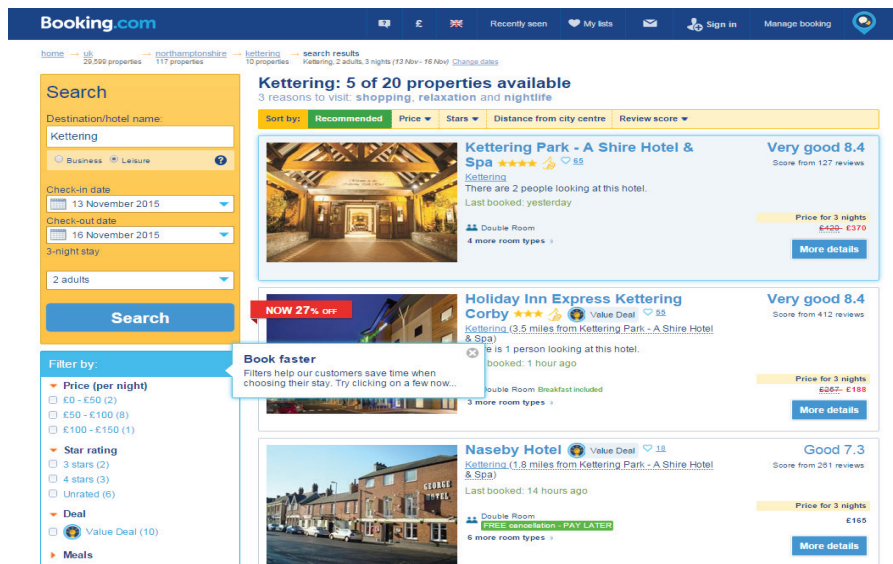 Booking.com
£
Recently seen
My lists
Sign in
Manage booking
home → uk → northamptonshire → kettering → search results
29,599 properties 117 properties 10 properties Kettering, 2 adults, 3 nights (13 Nov - 16 Nov) Change dates
Search
Destination/hotel name:
Kettering
Business Leisure ?
Check-in date
13 November 2015
Check-out date
16 November 2015
3-night stay
2 adults
Search
Filter by:
Price (per night)
£0 - £50 (2)
£50 - £100 (8)
£100 - £150 (1)
Star rating
3 stars (2)
4 stars (3)
Unrated (6)
Deal
Value Deal (10)
Meals
Kettering: 5 of 20 properties available
3 reasons to visit: shopping, relaxation and nightlife
Sort by: Recommended Price Stars Distance from city centre Review score
Kettering Park - A Shire Hotel &
Spa 65
Kettering
There are 2 people looking at this hotel.
Last booked: yesterday
Double Room
4 more room types
Very good 8.4
Score from 127 reviews
Price for 3 nights
£420 £370
More details
NOW 27% OFF
Holiday Inn Express Kettering
Corby Value Deal 55
Kettering (3.5 miles from Kettering Park - A Shire Hotel
& Spa)
is 1 person looking at this hotel.
booked: 1 hour ago
Double Room Breakfast included
3 more room types
Very good 8.4
Score from 412 reviews
Price for 3 nights
£257 £188
More details
Book faster
Filters help our customers save time when
choosing their stay. Try clicking on a few now...
Naseby Hotel Value Deal 18
Kettering (1.8 miles from Kettering Park - A Shire Hotel
& Spa)
Last booked: 14 hours ago
Double Room
FREE cancellation - PAY LATER
6 more room types
Good 7.3
Score from 261 reviews
Price for 3 nights
£165
More details
GEORGE
HOTEL